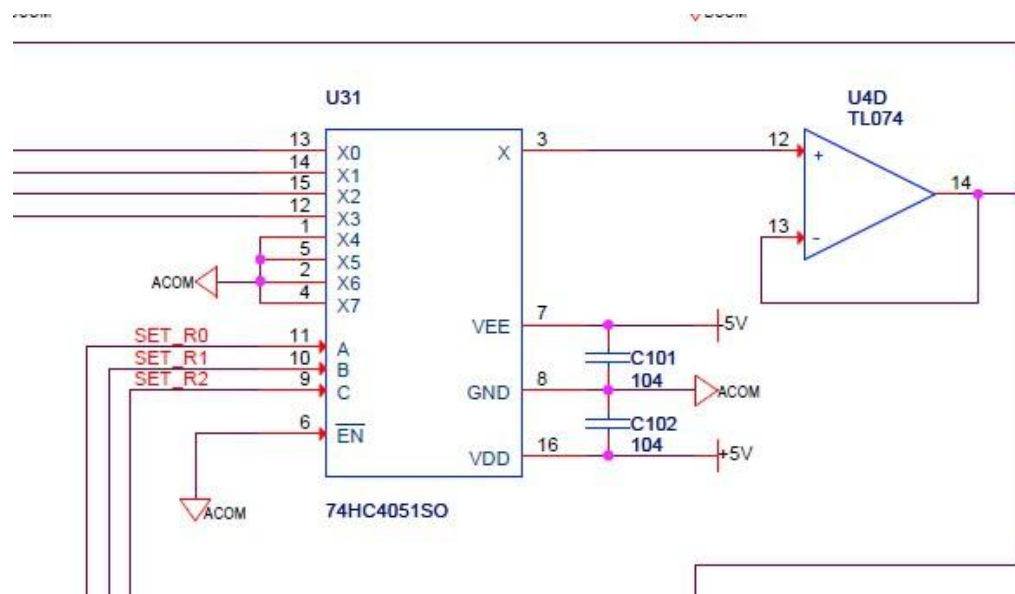 U31
U4D
TL074
13 X0
14 X1
15 X2
12 X3
1 X4
5 X5
2 X6
4 X7
ACOM
X 3
12 +
13 -
14
SET_R0 11 A
SET_R1 10 B
SET_R2 9 C
6 EN
ACOM
VEE 7 -5V
C101
104
GND 8 ACOM
C102
104
VDD 16 +5V
74HC4051SO